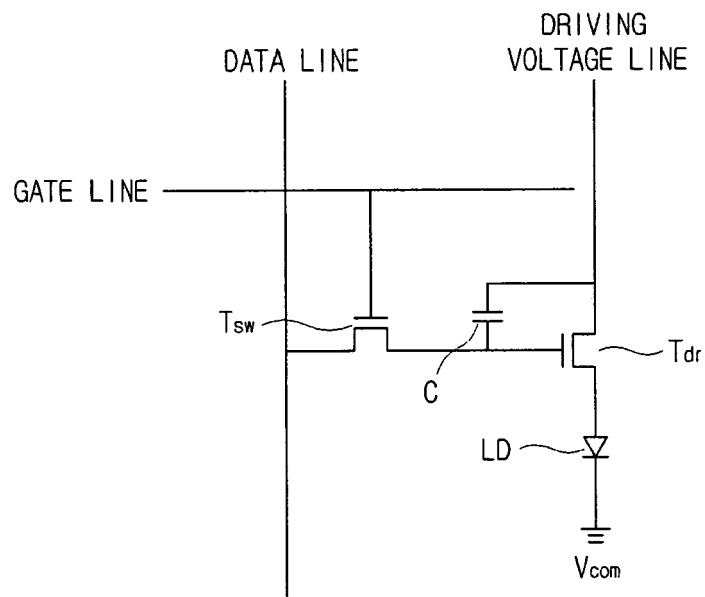 DRIVING
VOLTAGE LINE
DATA LINE
GATE LINE
Tsw
C
Tdr
LD
Vcom